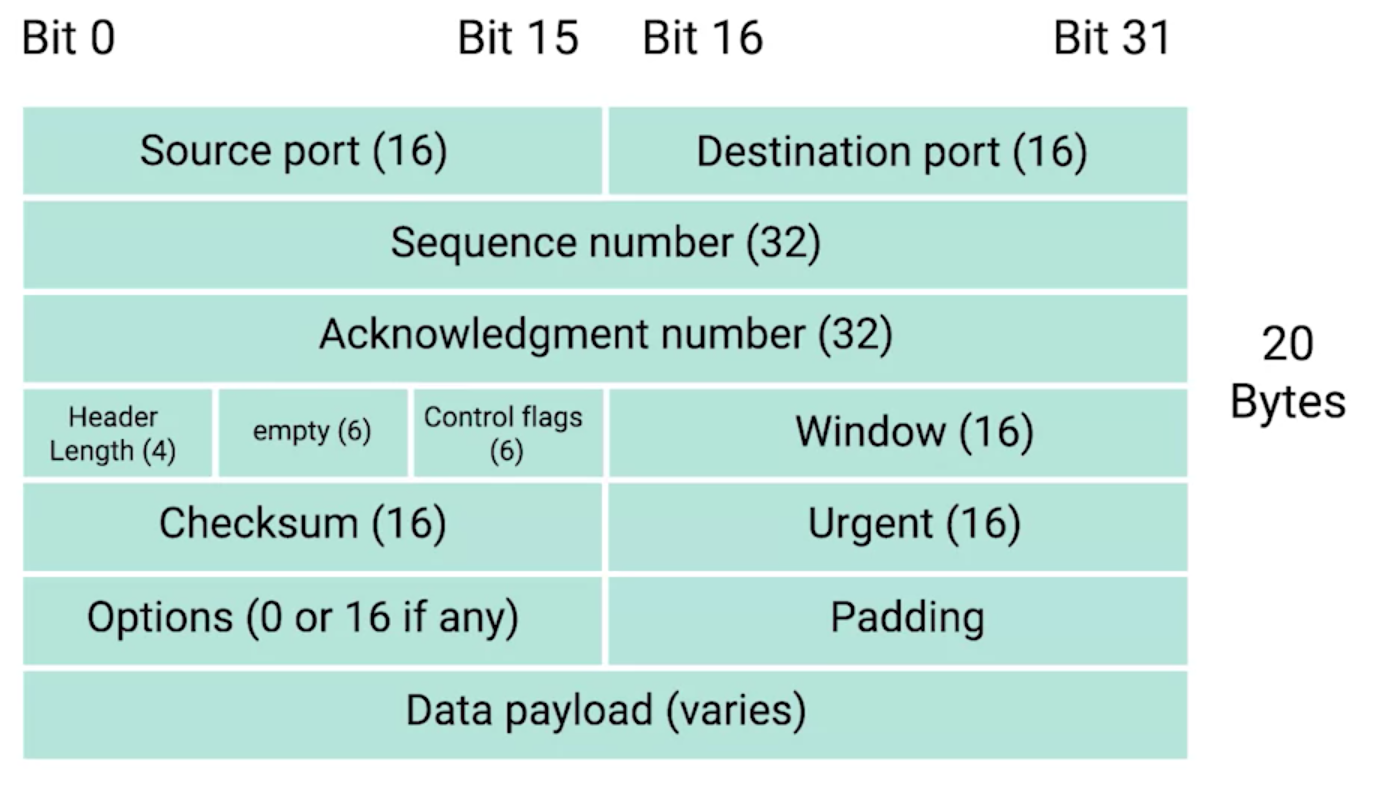 Bit 0 Bit 15 Bit 16 Bit 31
Source port (16) Destination port (16)
Sequence number (32)
Acknowledgment number (32)
20
Bytes
Header
Length (4)
empty (6)
Control flags
(6)
Window (16)
Checksum (16) Urgent (16)
Options (0 or 16 if any) Padding
Data payload (varies)